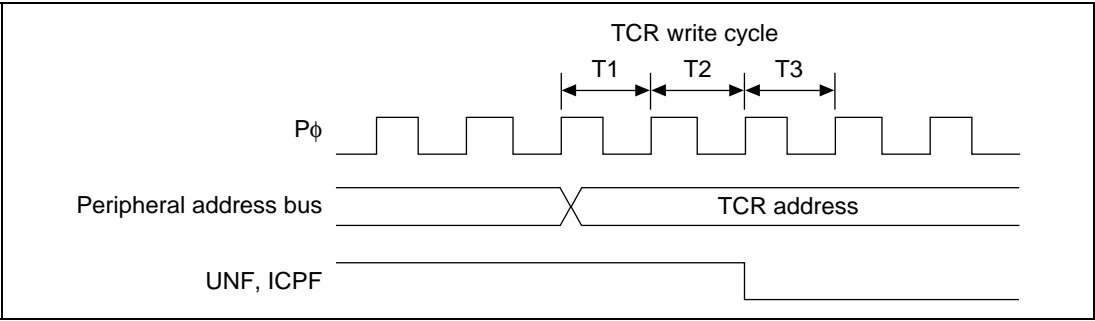 TCR write cycle
T1 T2 T3
Pϕ
Peripheral address bus
TCR address
UNF, ICPF